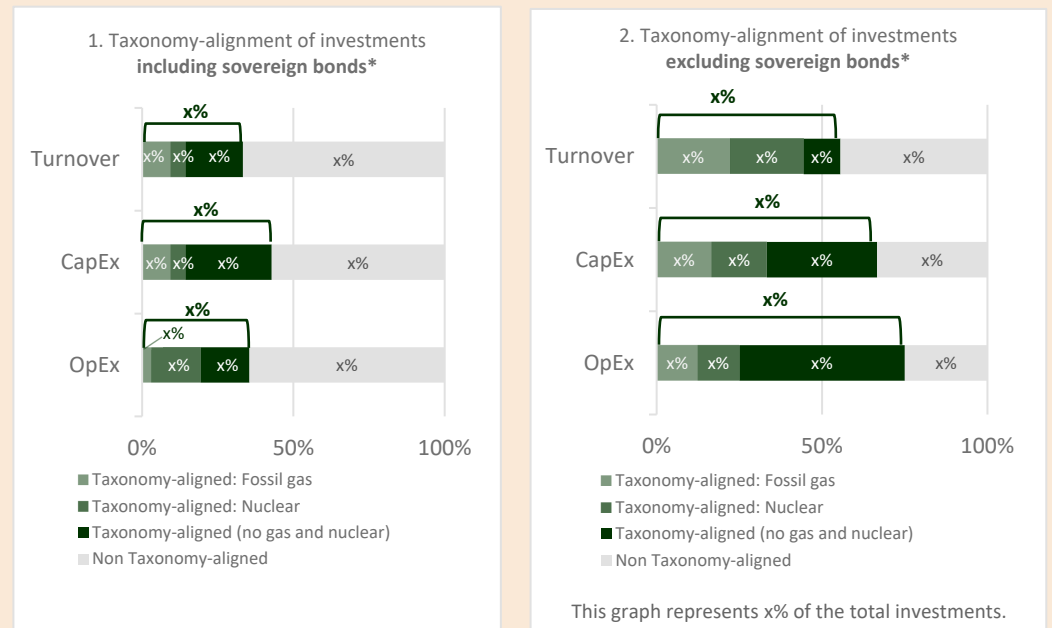 1. Taxonomy-alignment of investments
including sovereign bonds*
x%
Turnover
x%
x%
x%
x%
x%
CapEx
x%
x%
x%
x%
x%
x%
OpEx
x%
x%
x%
0%
50%
100%
Taxonomy-aligned: Fossil gas
Taxonomy-aligned: Nuclear
Taxonomy-aligned (no gas and nuclear)
Non Taxonomy-aligned
2. Taxonomy-alignment of investments
excluding sovereign bonds*
x%
Turnover
x%
x%
x%
x%
x%
CapEx
x%
x%
x%
x%
x%
OpEx
x%
x%
x%
x%
0%
50%
100%
Taxonomy-aligned: Fossil gas
Taxonomy-aligned: Nuclear
Taxonomy-aligned (no gas and nuclear)
Non Taxonomy-aligned
This graph represents x% of the total investments.